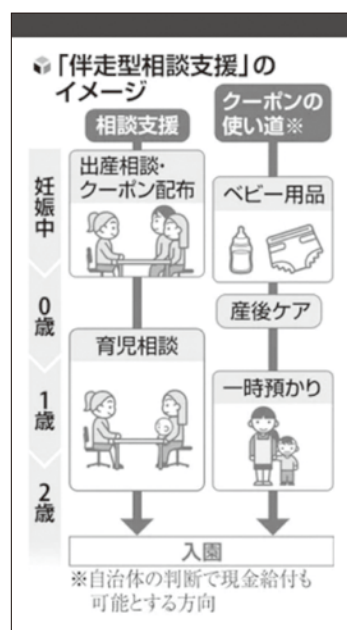 「伴走型相談支援」の
イメージ
相談支援
クーポンの
使い道※
妊娠中
0歳
1歳
2歳
出産相談・
クーポン配布
育児相談
ベビー用品
産後ケア
一時預かり
入園
※自治体の判断で現金給付も
可能とする方向